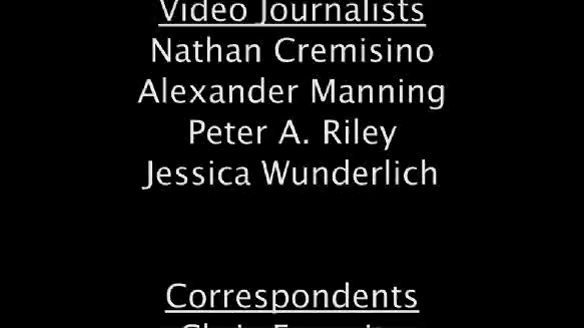 Video Journalists
Nathan Cremisino
Alexander Manning
Peter A. Riley
Jessica Wunderlich
Correspondents